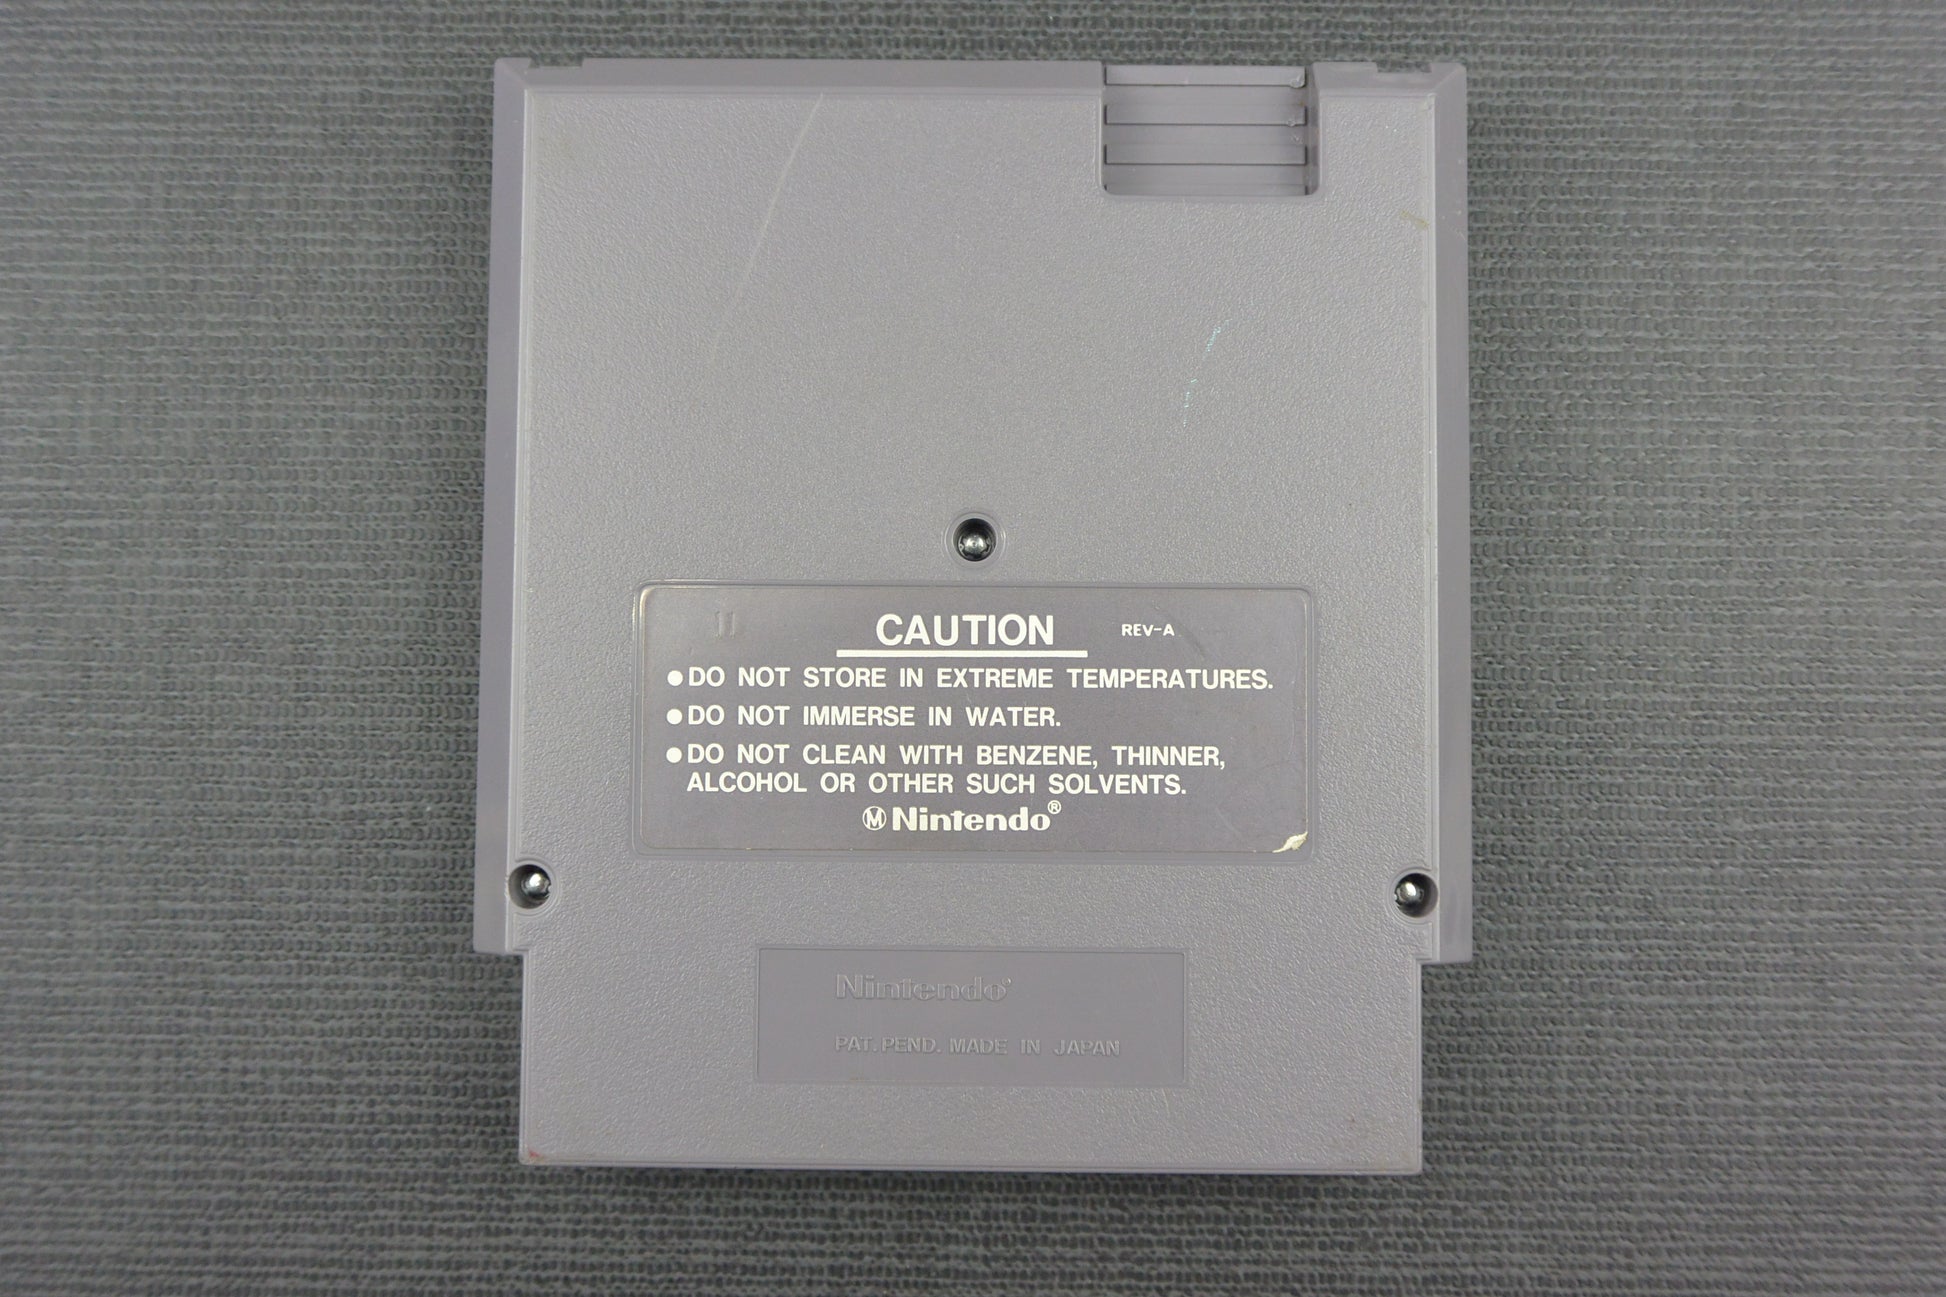 11
CAUTION REV-A
●DO NOT STORE IN EXTREME TEMPERATURES.
●DO NOT IMMERSE IN WATER.
●DO NOT CLEAN WITH BENZENE, THINNER,
ALCOHOL OR OTHER SUCH SOLVENTS.
Ⓜ Nintendo®
Nintendo®
PAT. PEND. MADE IN JAPAN